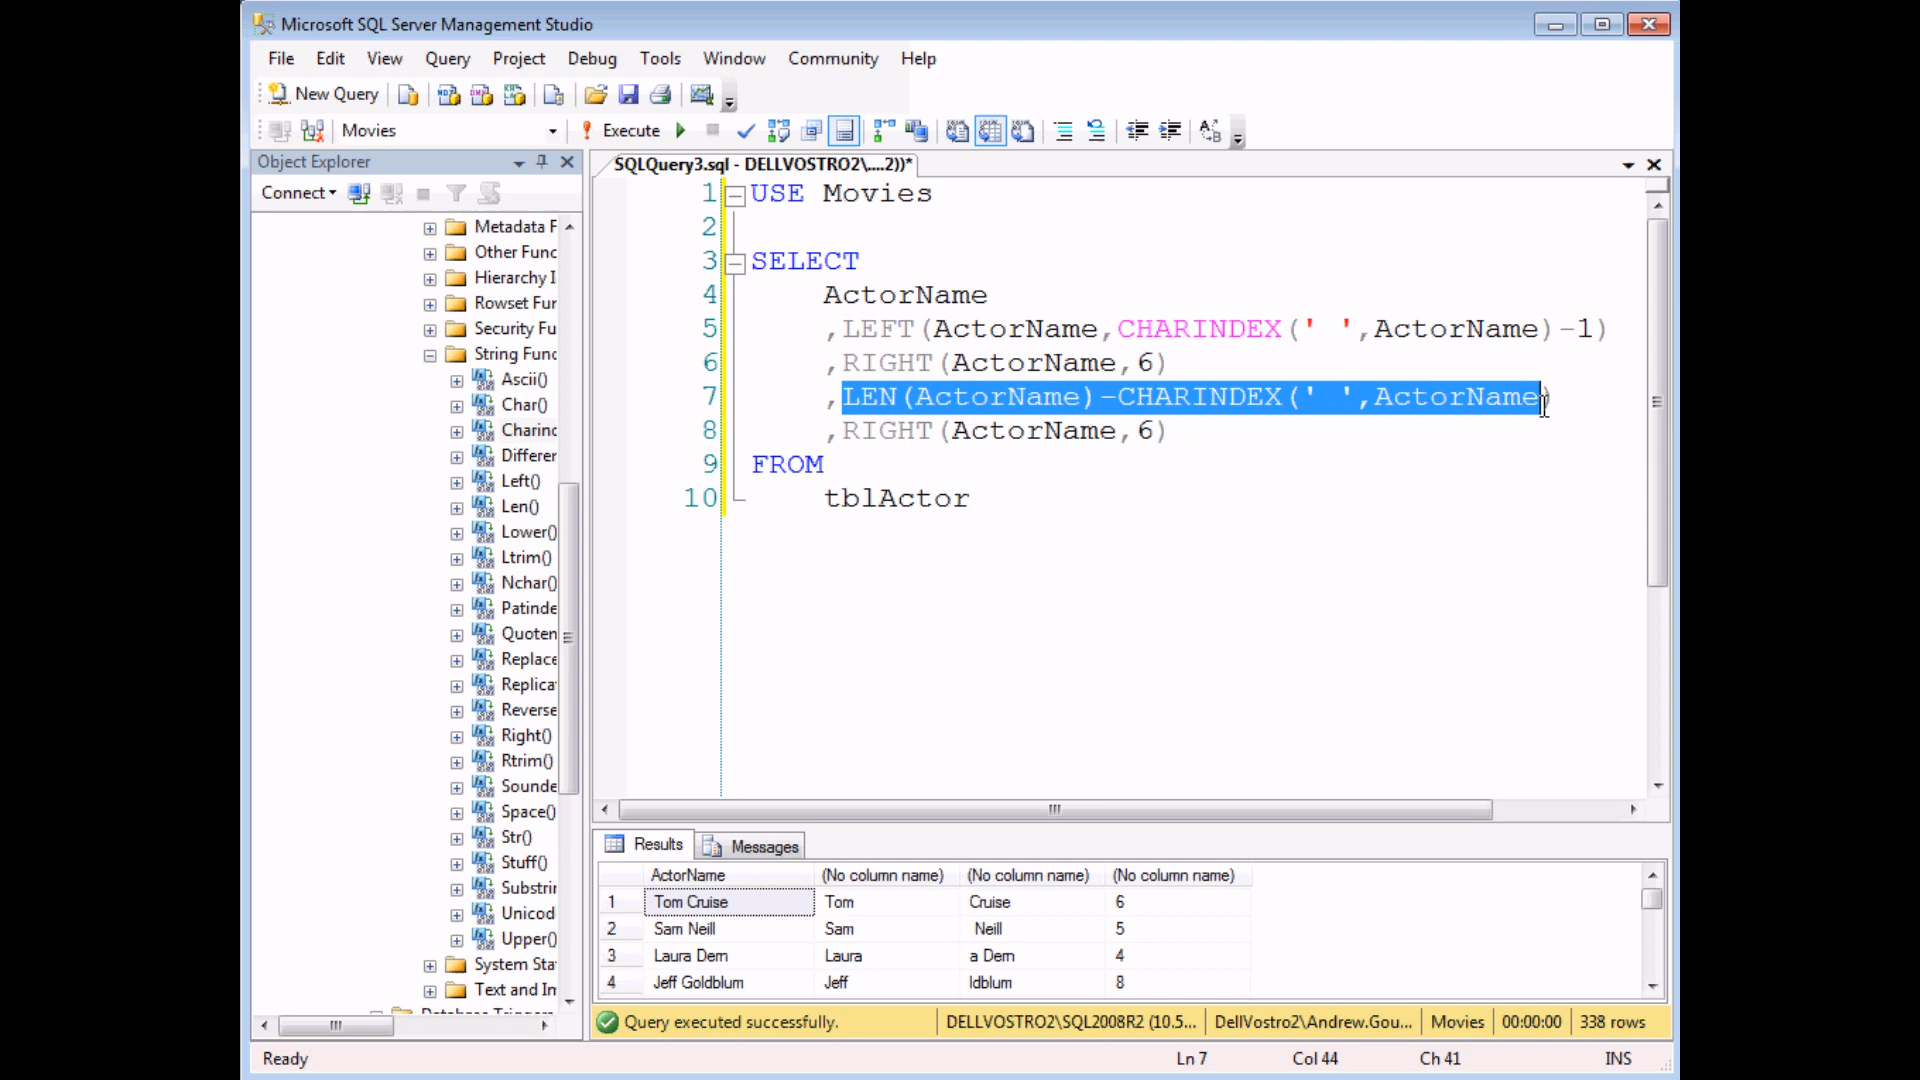 Microsoft SQL Server Management Studio
File Edit View Query Project Debug Tools Window Community Help
New Query
Movies Execute
Object Explorer
SQLQuery3.sql - DELLVOSTRO2\....2))*
Connect
Metadata F
Other Func
Hierarchy I
Rowset Fur
Security Fu
String Func
Ascii()
Char()
Charinc
Differer
Left()
Len()
Lower()
Ltrim()
Nchar()
Patinde
Quoten
Replace
Replica
Reverse
Right()
Rtrim()
Sounde
Space()
Str()
Stuff()
Substrin
Unicod
Upper()
System Sta
Text and In
Database Trigger
1 USE Movies
2
3 SELECT
4 ActorName
5 ,LEFT(ActorName,CHARINDEX(' ',ActorName)-1)
6 ,RIGHT(ActorName,6)
7 ,LEN(ActorName)-CHARINDEX(' ',ActorName)
8 ,RIGHT(ActorName,6)
9 FROM
10 tblActor
Results Messages
ActorName (No column name) (No column name) (No column name)
1 Tom Cruise Tom Cruise 6
2 Sam Neill Sam Neill 5
3 Laura Dern Laura a Dern 4
4 Jeff Goldblum Jeff ldblum 8
Query executed successfully. DELLVOSTRO2\SQL2008R2 (10.5... DellVostro2\Andrew.Gou... Movies 00:00:00 338 rows
Ready Ln 7 Col 44 Ch 41 INS